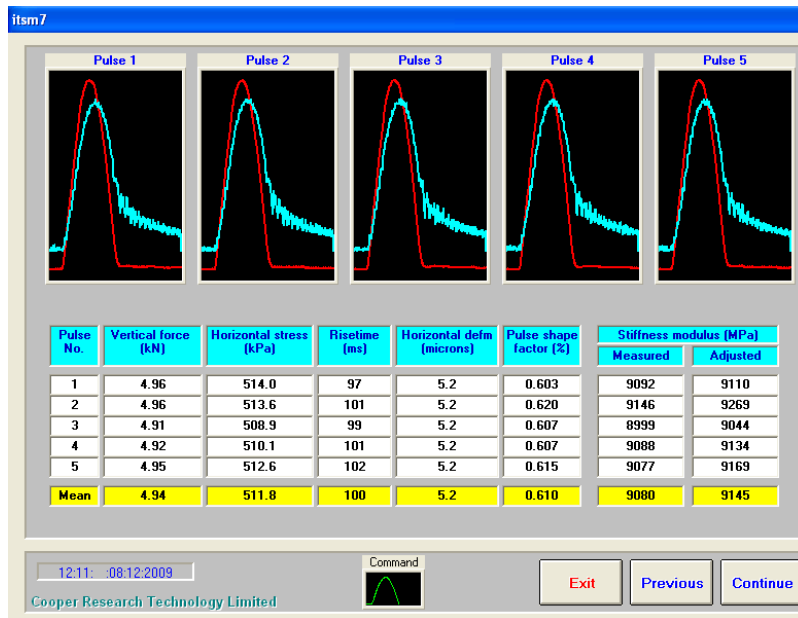 itsm7
Pulse 1 Pulse 2 Pulse 3 Pulse 4 Pulse 5
Pulse No. Vertical force (kN) Horizontal stress (kPa) Risetime (ms) Horizontal defm (microns) Pulse shape factor (%) Stiffness modulus (MPa)
Measured Adjusted
1 4.96 514.0 97 5.2 0.603 9092 9110
2 4.96 513.6 101 5.2 0.620 9146 9269
3 4.91 508.9 99 5.2 0.607 8999 9044
4 4.92 510.1 101 5.2 0.607 9088 9134
5 4.95 512.6 102 5.2 0.615 9077 9169
Mean 4.94 511.8 100 5.2 0.610 9080 9145
12:11: :08:12:2009
Command
Exit Previous Continue
Cooper Research Technology Limited